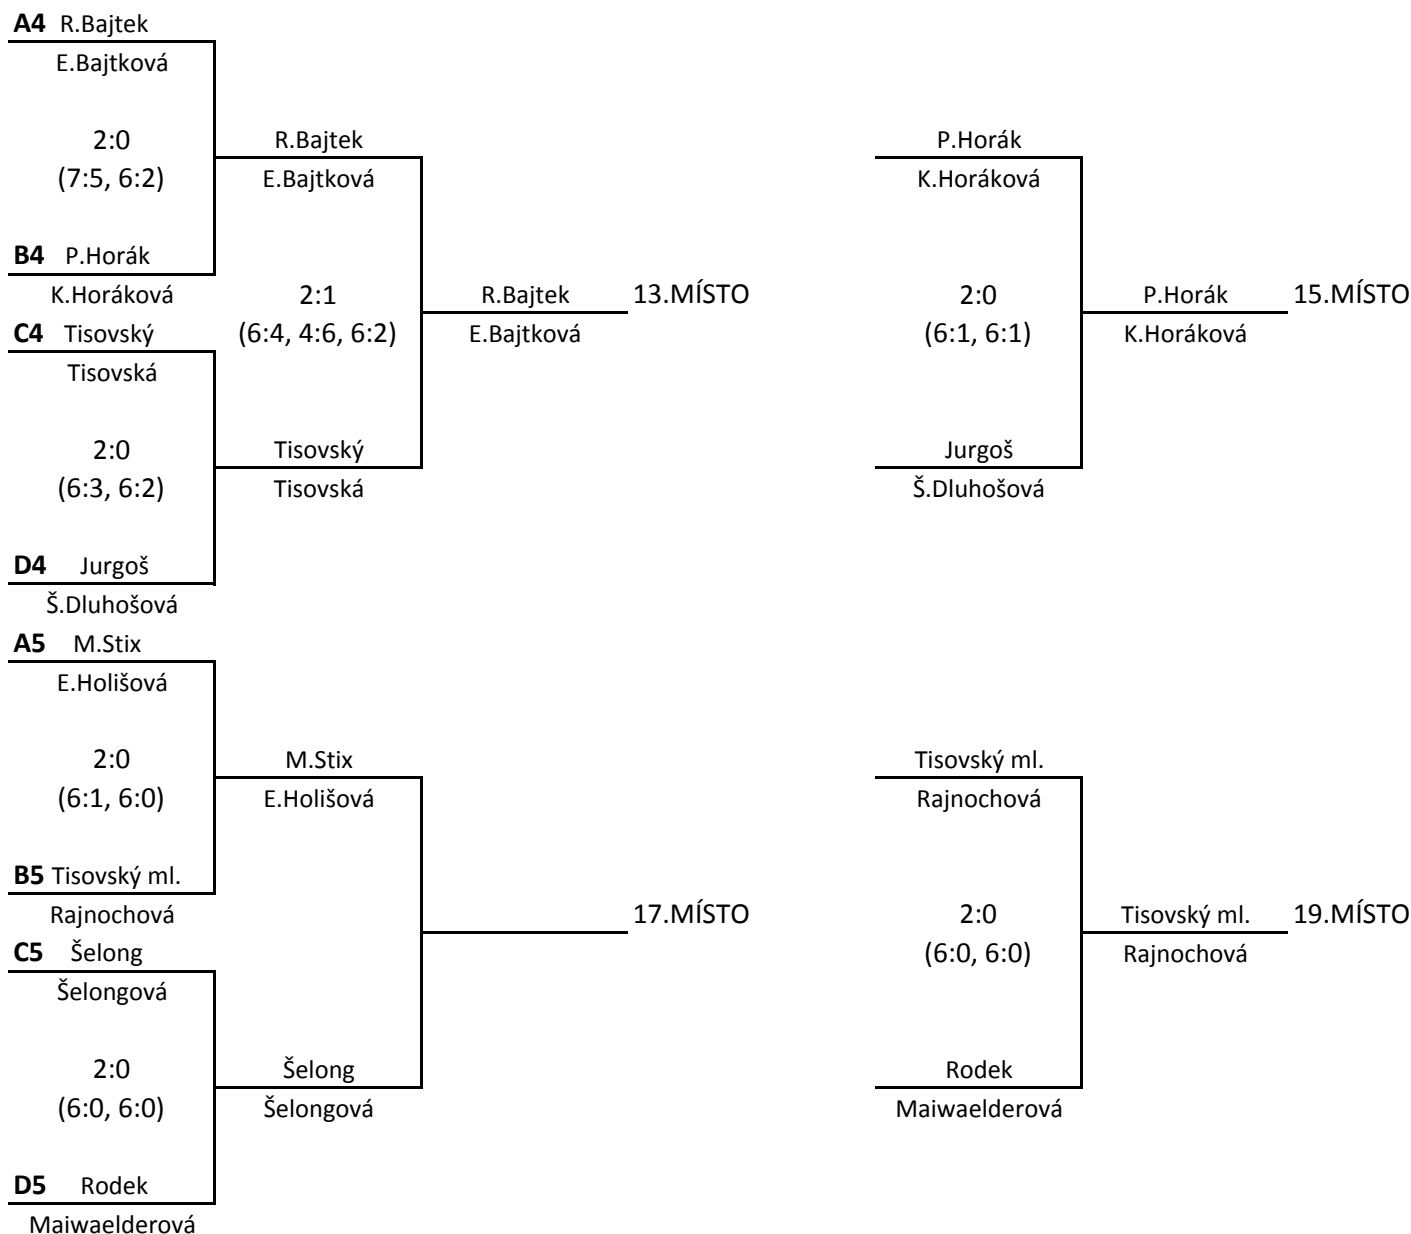 A4 R.Bajtek
E.Bajtková
2:0 R.Bajtek P.Horák
(7:5, 6:2) E.Bajtková K.Horáková
B4 P.Horák
K.Horáková 2:1 R.Bajtek 13.MÍSTO 2:0 P.Horák 15.MÍSTO
C4 Tisovský (6:4, 4:6, 6:2) E.Bajtková (6:1, 6:1) K.Horáková
Tisovská
2:0 Tisovský Jurgoš
(6:3, 6:2) Tisovská Š.Dluhošová
D4 Jurgoš
Š.Dluhošová
A5 M.Stix
E.Holišová
2:0 M.Stix Tisovský ml.
(6:1, 6:0) E.Holišová Rajnochová
B5 Tisovský ml.
Rajnochová 17.MÍSTO 2:0 Tisovský ml. 19.MÍSTO
C5 Šelong (6:0, 6:0) Rajnochová
Šelongová
2:0 Šelong Rodek
(6:0, 6:0) Šelongová Maiwaelderová
D5 Rodek
Maiwaelderová